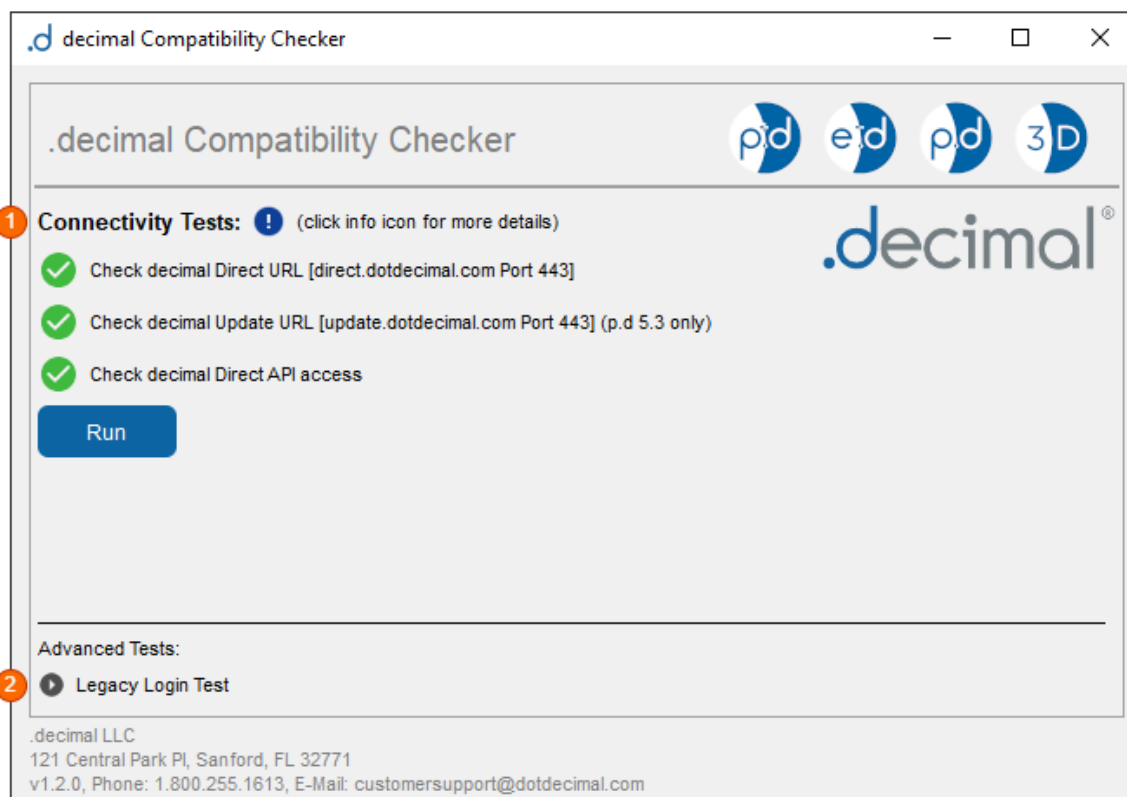 .d decimal Compatibility Checker
.decimal Compatibility Checker
p.d e.d p.d 3D
1 Connectivity Tests: ! (click info icon for more details)
.decimal®
Check decimal Direct URL [direct.dotdecimal.com Port 443]
Check decimal Update URL [update.dotdecimal.com Port 443] (p.d 5.3 only)
Check decimal Direct API access
Run
Advanced Tests:
2 Legacy Login Test
.decimal LLC
121 Central Park Pl, Sanford, FL 32771
v1.2.0, Phone: 1.800.255.1613, E-Mail: customersupport@dotdecimal.com